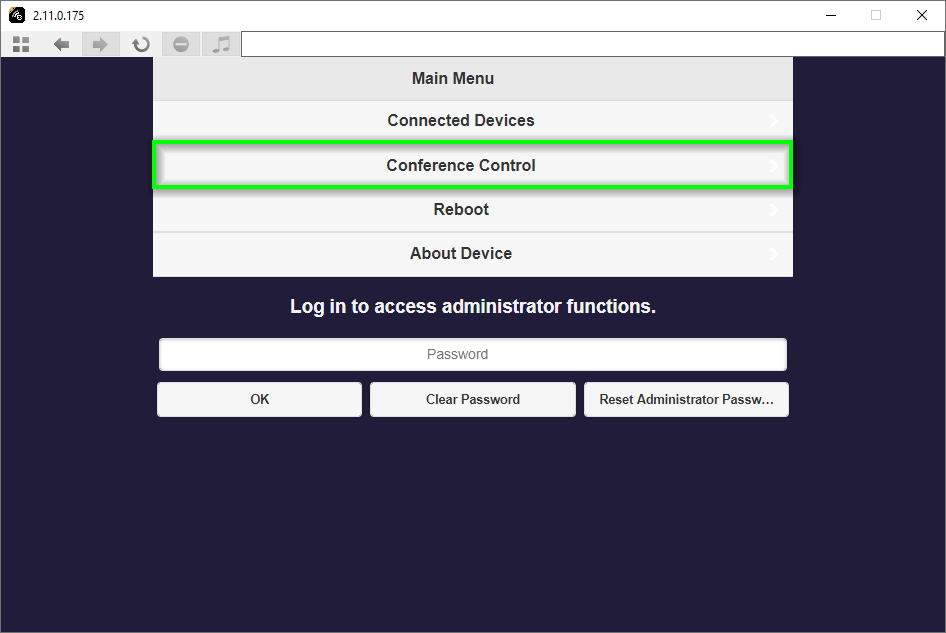 2.11.0.175
Main Menu
Connected Devices
Conference Control
Reboot
About Device
Log in to access administrator functions.
Password
OK Clear Password Reset Administrator Passw...